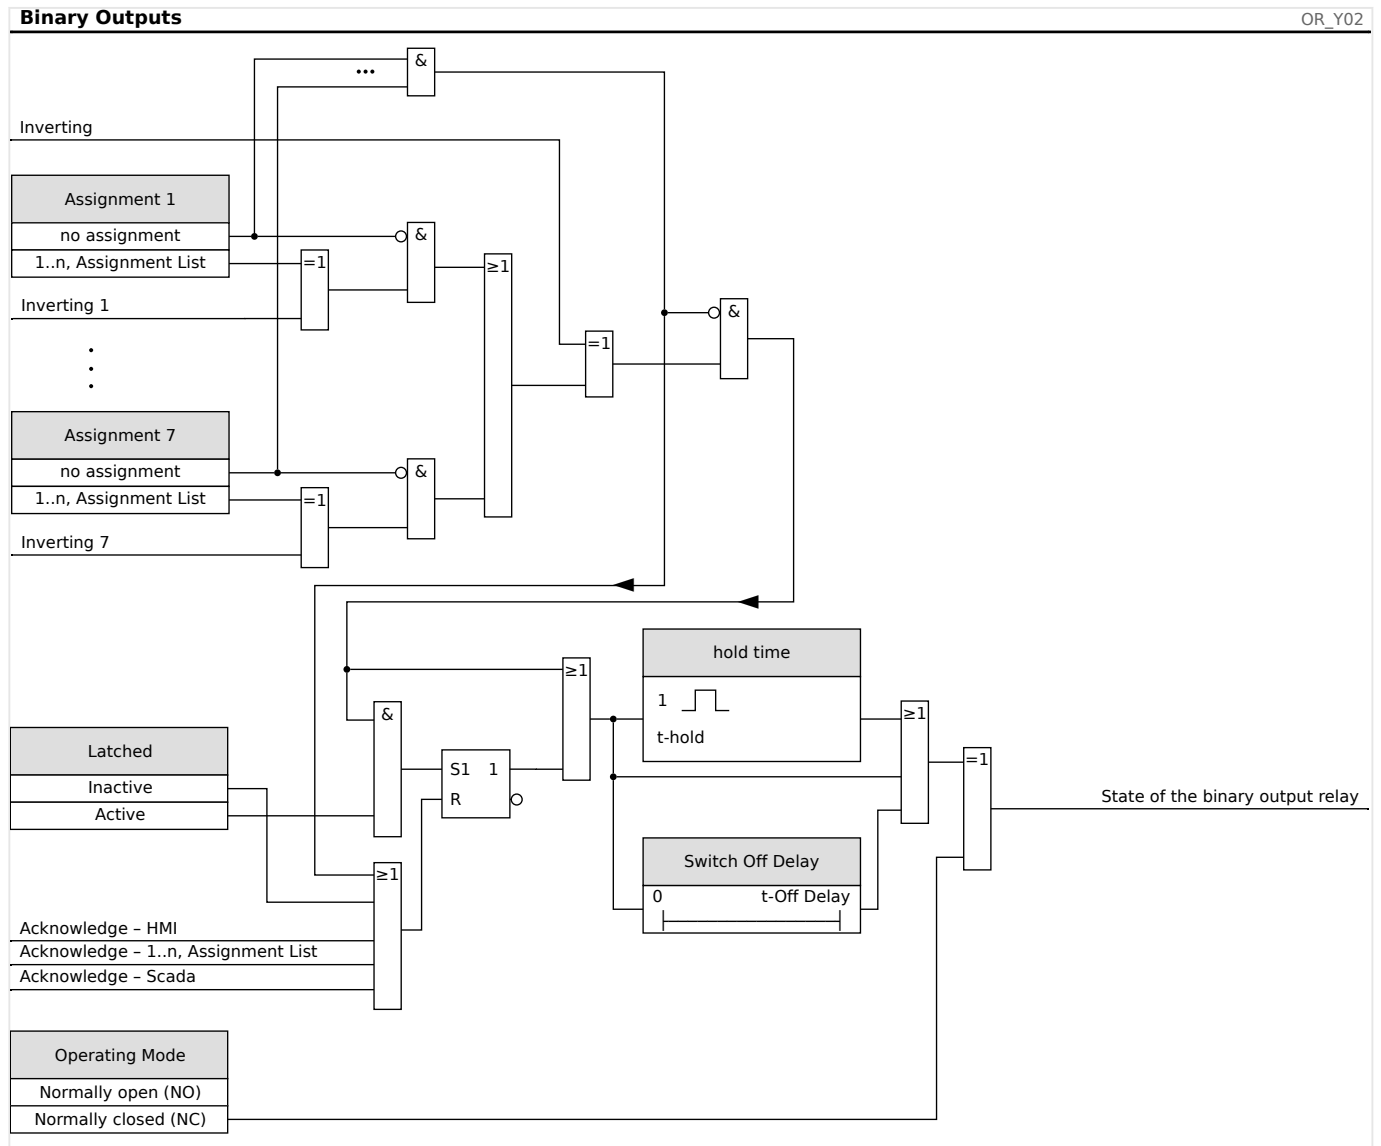 Binary Outputs
OR_Y02
&
...
Inverting
Assignment 1
no assignment
&
1..n, Assignment List
=1
≥1
Inverting 1
&
=1
Assignment 7
no assignment
&
1..n, Assignment List
=1
Inverting 7
hold time
≥1
1
t-hold
&
≥1
Latched
Inactive
Active
S1 1
R
=1
State of the binary output relay
Switch Off Delay
0 t-Off Delay
≥1
Acknowledge – HMI
Acknowledge – 1..n, Assignment List
Acknowledge – Scada
Operating Mode
Normally open (NO)
Normally closed (NC)